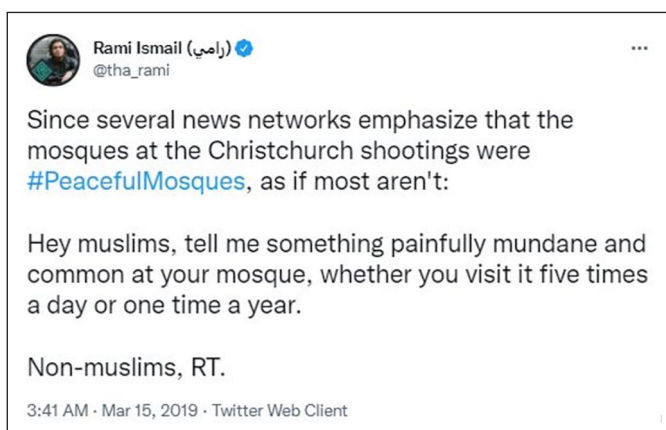 Rami Ismail (رامي)
@tha_rami
Since several news networks emphasize that the
mosques at the Christchurch shootings were
#PeacefulMosques, as if most aren't:
Hey muslims, tell me something painfully mundane and
common at your mosque, whether you visit it five times
a day or one time a year.
Non-muslims, RT.
3:41 AM · Mar 15, 2019 · Twitter Web Client